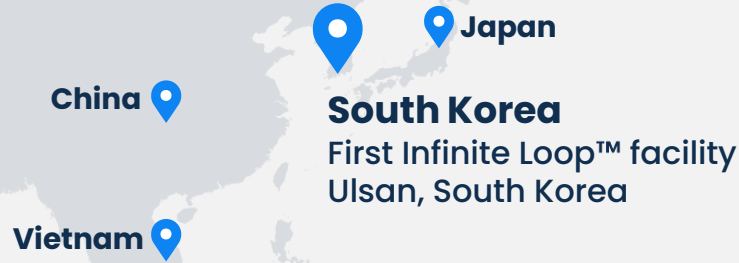 Japan
China
South Korea
First Infinite Loop™ facility
Ulsan, South Korea
Vietnam